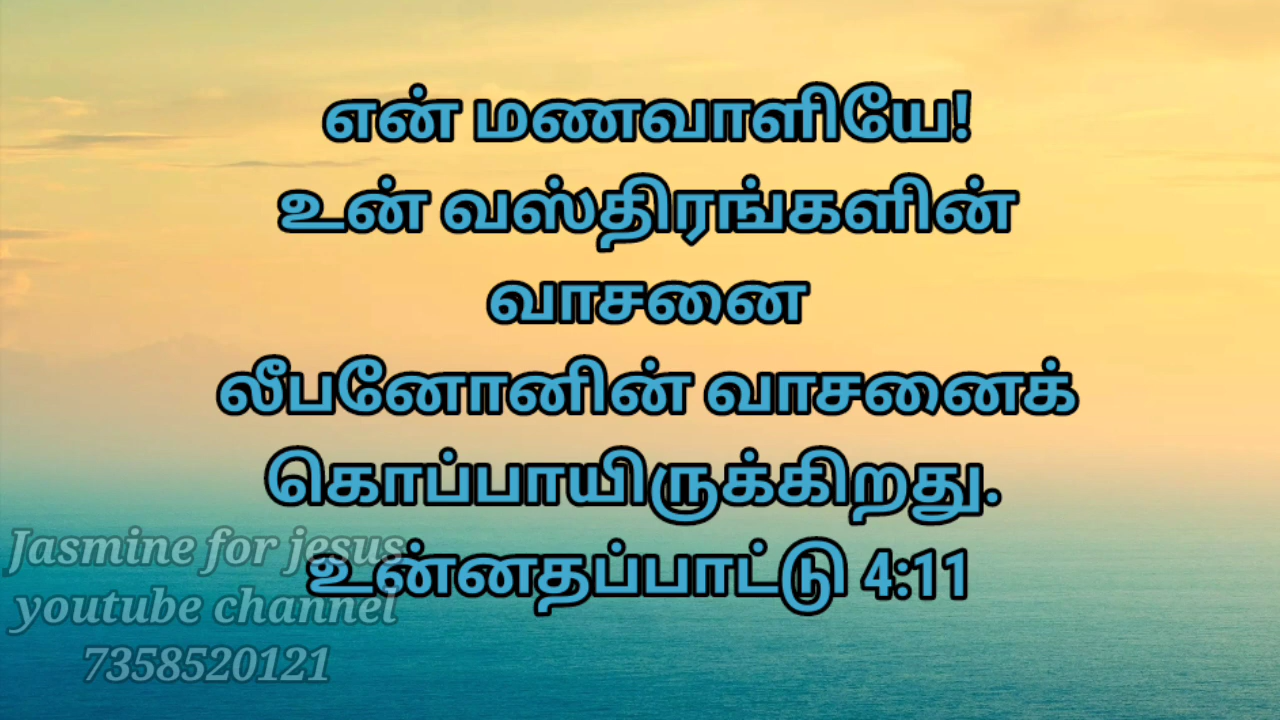 என் மணவாளியே!
உன் வஸ்திரங்களின்
வாசனை
லீபனோனின் வாசனைக்
கொப்பாயிருக்கிறது.
உன்னதப்பாட்டு 4:11
Jasmine for jesus
youtube channel
7358520121